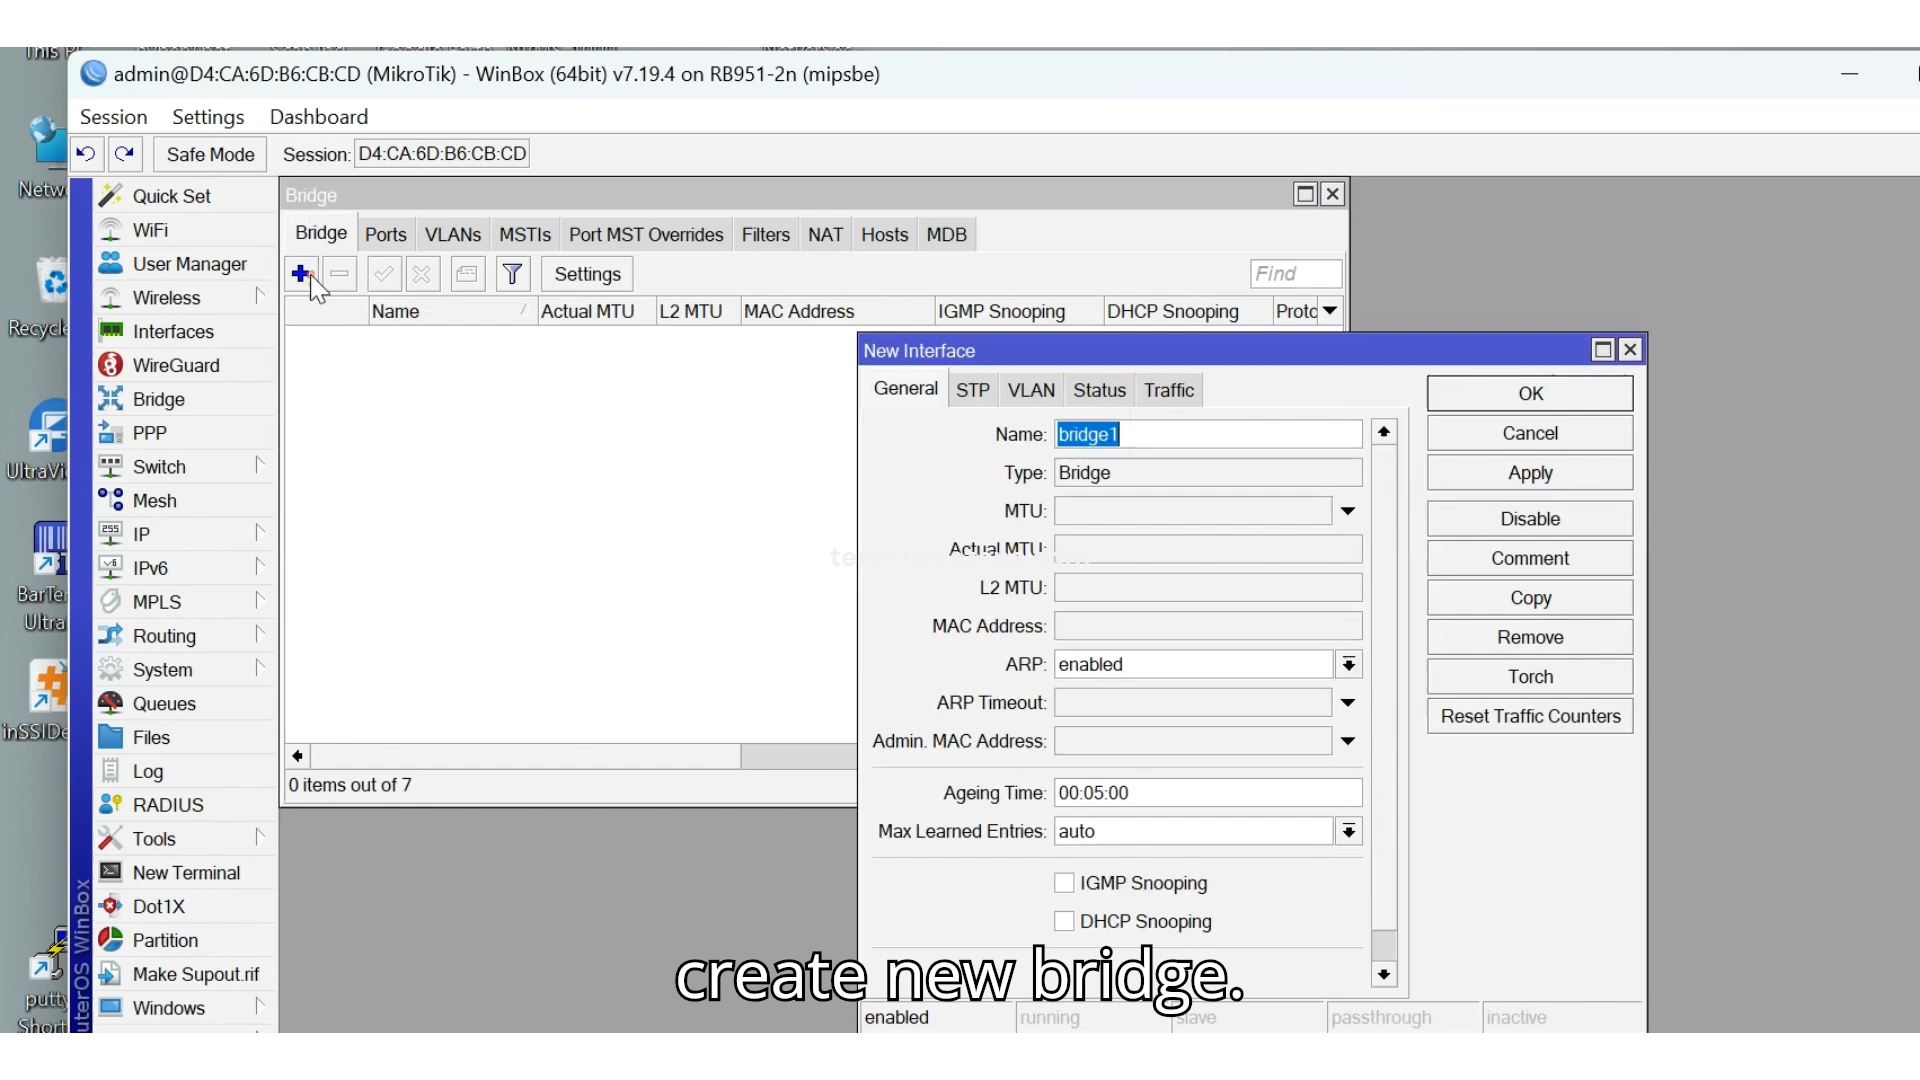 admin@D4:CA:6D:B6:CB:CD (MikroTik) - WinBox (64bit) v7.19.4 on RB951-2n (mipsbe)
Session Settings Dashboard
Safe Mode Session: D4:CA:6D:B6:CB:CD
Quick Set
WiFi
User Manager
Wireless
Interfaces
WireGuard
Bridge
PPP
Switch
Mesh
IP
IPv6
MPLS
Routing
System
Queues
Files
Log
RADIUS
Tools
New Terminal
Dot1X
Partition
Make Supout.rif
Windows
Bridge
Bridge Ports VLANs MSTIs Port MST Overrides Filters NAT Hosts MDB
Settings Find
Name Actual MTU L2 MTU MAC Address IGMP Snooping DHCP Snooping Proto
0 items out of 7
New Interface
General STP VLAN Status Traffic
Name: bridge1
Type: Bridge
MTU:
Actual MTU:
L2 MTU:
MAC Address:
ARP: enabled
ARP Timeout:
Admin. MAC Address:
Ageing Time: 00:05:00
Max Learned Entries: auto
IGMP Snooping
DHCP Snooping
OK
Cancel
Apply
Disable
Comment
Copy
Remove
Torch
Reset Traffic Counters
enabled running slave passthrough inactive
create new bridge.